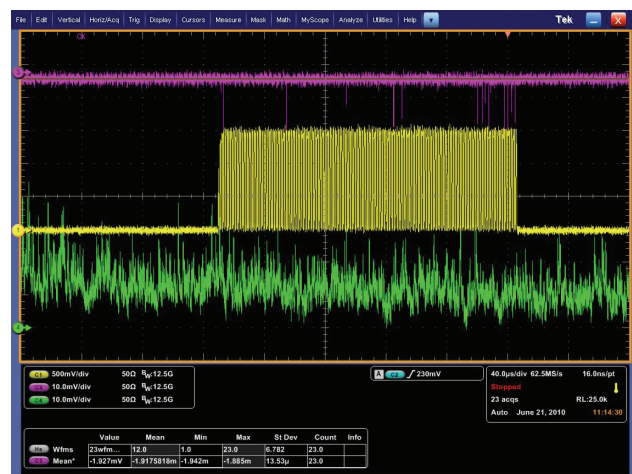 File Edit Vertical Horiz/Acq Trig Display Cursors Measure Mask Math MyScope Analyze Utilities Help Tek X
C1 500mV/div 50Ω BW:12.5G
C3 10.0mV/div 50Ω BW:12.5G
C4 10.0mV/div 50Ω BW:12.5G
A C2 230mV
40.0µs/div 62.5MS/s 16.0ns/pt
Stopped
23 acqs RL:25.0k
Auto June 21, 2010 11:14:30
Value Mean Min Max St Dev Count Info
Wfms 23wfm... 12.0 1.0 23.0 6.782 23.0
C3 Mean* -1.927mV -1.9175818m -1.942m -1.885m 13.53µ 23.0